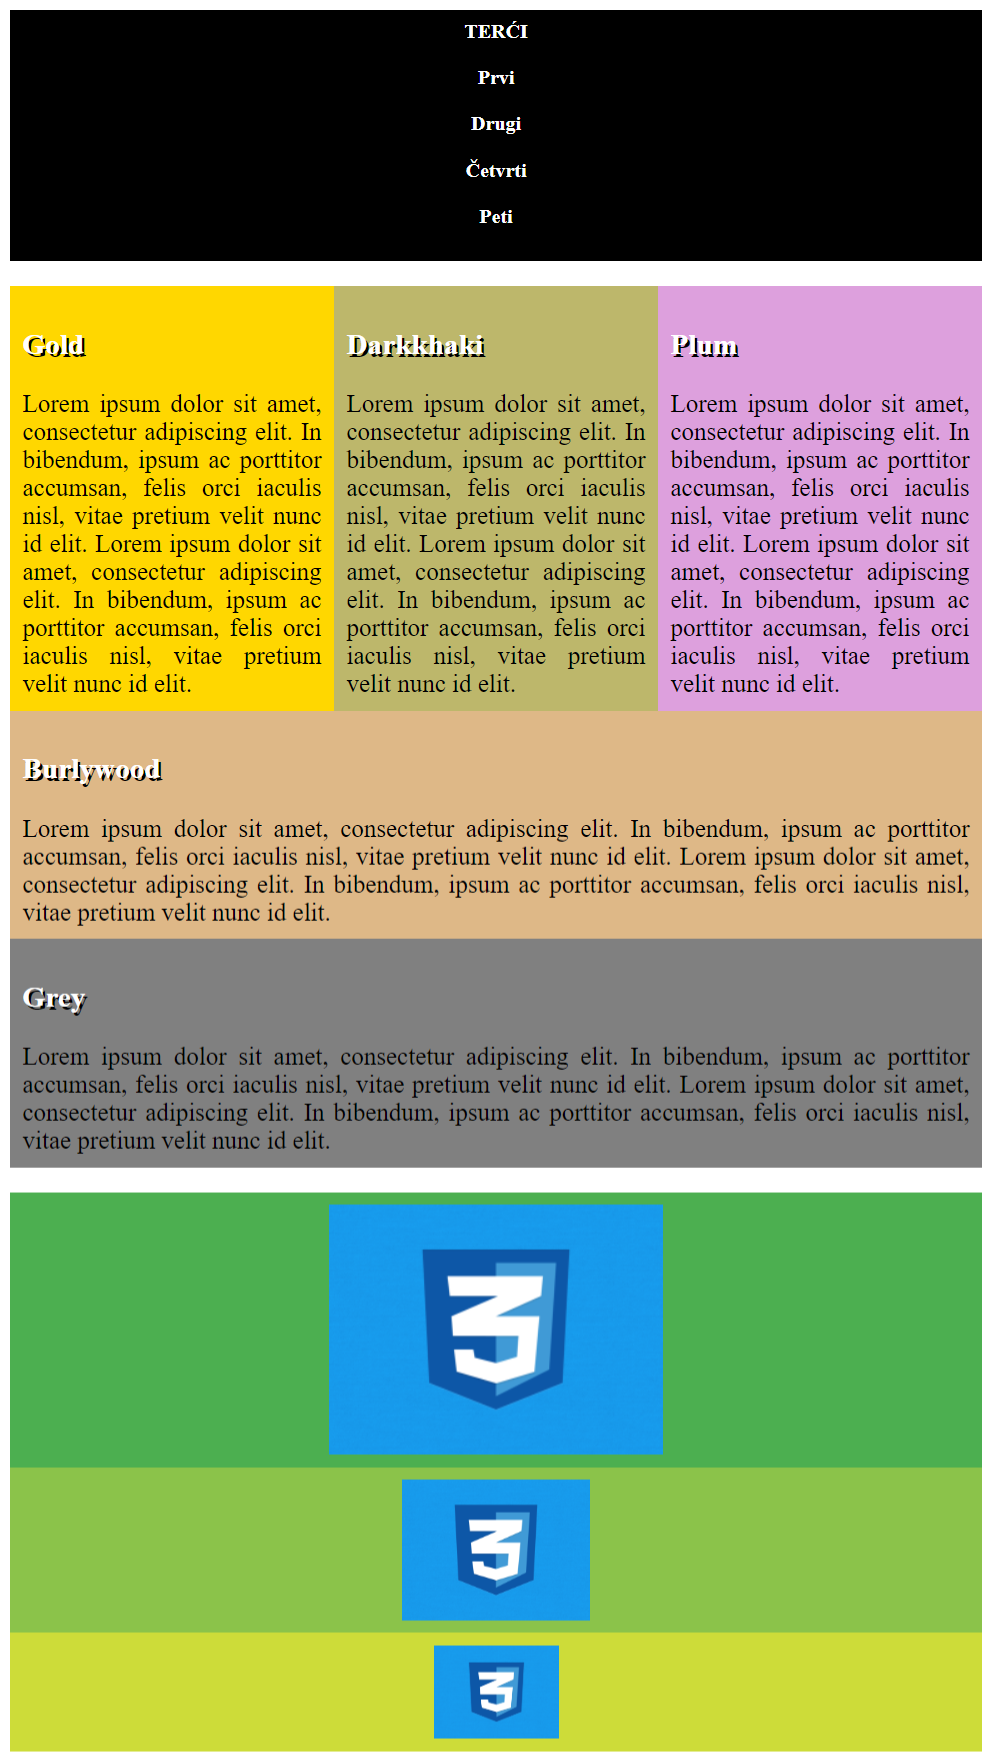 TERĆI
Prvi
Drugi
Četvrti
Peti
Gold
Lorem ipsum dolor sit amet,
consectetur adipiscing elit. In
bibendum, ipsum ac porttitor
accumsan, felis orci iaculis
nisl, vitae pretium velit nunc
id elit. Lorem ipsum dolor sit
amet, consectetur adipiscing
elit. In bibendum, ipsum ac
porttitor accumsan, felis orci
iaculis nisl, vitae pretium
velit nunc id elit.
Darkkhaki
Lorem ipsum dolor sit amet,
consectetur adipiscing elit. In
bibendum, ipsum ac porttitor
accumsan, felis orci iaculis
nisl, vitae pretium velit nunc
id elit. Lorem ipsum dolor sit
amet, consectetur adipiscing
elit. In bibendum, ipsum ac
porttitor accumsan, felis orci
iaculis nisl, vitae pretium
velit nunc id elit.
Plum
Lorem ipsum dolor sit amet,
consectetur adipiscing elit. In
bibendum, ipsum ac porttitor
accumsan, felis orci iaculis
nisl, vitae pretium velit nunc
id elit. Lorem ipsum dolor sit
amet, consectetur adipiscing
elit. In bibendum, ipsum ac
porttitor accumsan, felis orci
iaculis nisl, vitae pretium
velit nunc id elit.
Burlywood
Lorem ipsum dolor sit amet, consectetur adipiscing elit. In bibendum, ipsum ac porttitor
accumsan, felis orci iaculis nisl, vitae pretium velit nunc id elit. Lorem ipsum dolor sit amet,
consectetur adipiscing elit. In bibendum, ipsum ac porttitor accumsan, felis orci iaculis nisl,
vitae pretium velit nunc id elit.
Grey
Lorem ipsum dolor sit amet, consectetur adipiscing elit. In bibendum, ipsum ac porttitor
accumsan, felis orci iaculis nisl, vitae pretium velit nunc id elit. Lorem ipsum dolor sit amet,
consectetur adipiscing elit. In bibendum, ipsum ac porttitor accumsan, felis orci iaculis nisl,
vitae pretium velit nunc id elit.
3
3
3